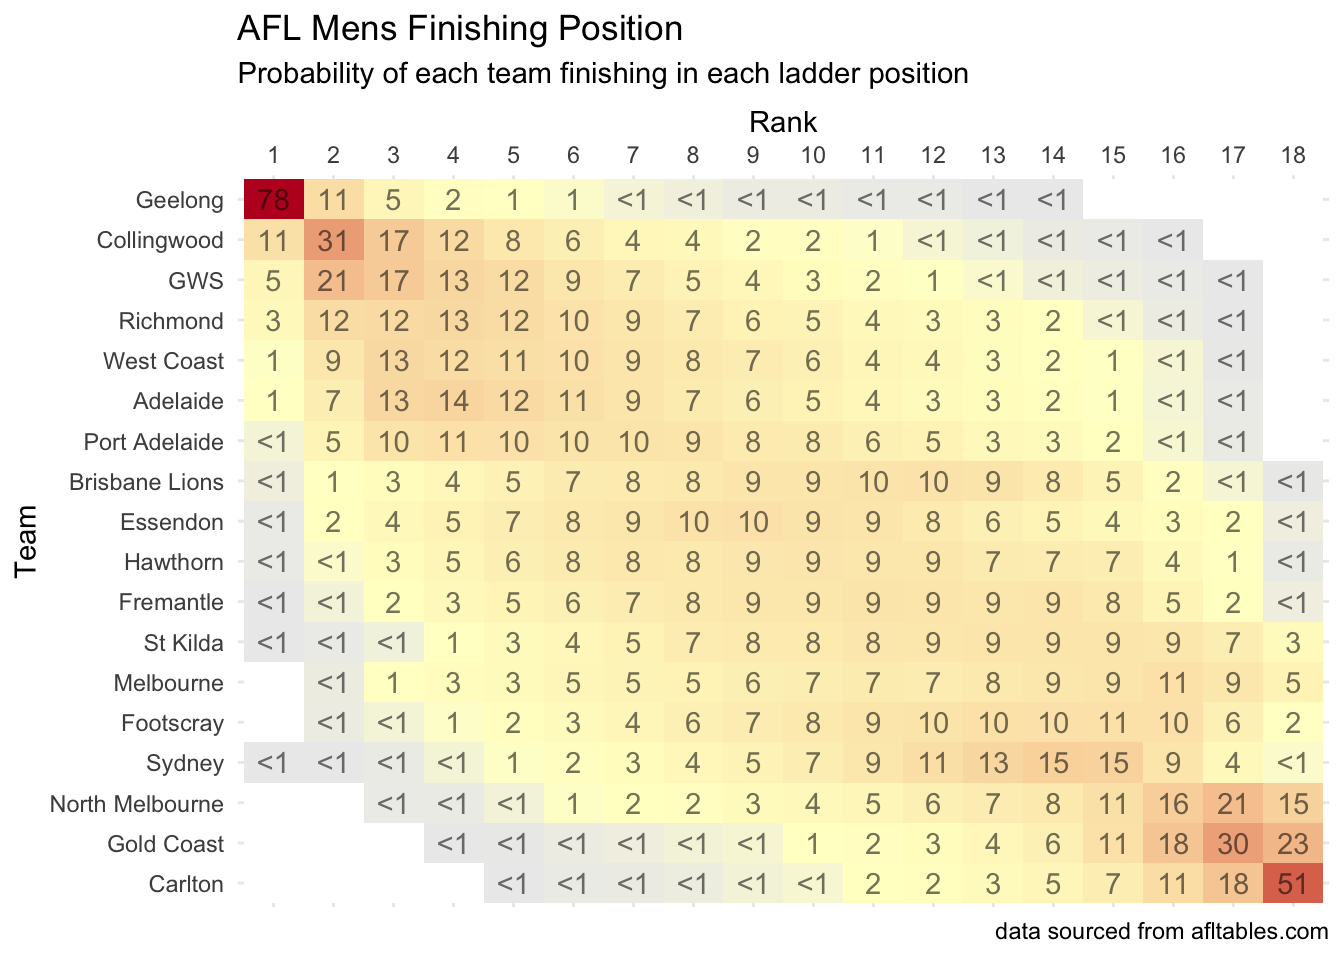 AFL Mens Finishing Position
Probability of each team finishing in each ladder position
Rank
1 2 3 4 5 6 7 8 9 10 11 12 13 14 15 16 17 18
Team
Geelong 78 11 5 2 1 1 <1 <1 <1 <1 <1 <1 <1 <1
Collingwood 11 31 17 12 8 6 4 4 2 2 1 <1 <1 <1 <1 <1
GWS 5 21 17 13 12 9 7 5 4 3 2 1 <1 <1 <1 <1 <1
Richmond 3 12 12 13 12 10 9 7 6 5 4 3 3 2 <1 <1 <1
West Coast 1 9 13 12 11 10 9 8 7 6 4 4 3 2 1 <1 <1
Adelaide 1 7 13 14 12 11 9 7 6 5 4 3 3 2 1 <1 <1
Port Adelaide <1 5 10 11 10 10 10 9 8 8 6 5 3 3 2 <1 <1
Brisbane Lions <1 1 3 4 5 7 8 8 9 9 10 10 9 8 5 2 <1 <1
Essendon <1 2 4 5 7 8 9 10 10 9 9 8 6 5 4 3 2 <1
Hawthorn <1 <1 3 5 6 8 8 8 9 9 9 9 7 7 7 4 1 <1
Fremantle <1 <1 2 3 5 6 7 8 9 9 9 9 9 9 8 5 2 <1
St Kilda <1 <1 <1 1 3 4 5 7 8 8 8 9 9 9 9 9 7 3
Melbourne <1 1 3 3 5 5 5 6 7 7 7 8 9 9 11 9 5
Footscray <1 <1 1 2 3 4 6 7 8 9 10 10 10 11 10 6 2
Sydney <1 <1 <1 <1 1 2 3 4 5 7 9 11 13 15 15 9 4 <1
North Melbourne <1 <1 <1 1 2 2 3 4 5 6 7 8 11 16 21 15
Gold Coast <1 <1 <1 <1 <1 <1 1 2 3 4 6 11 18 30 23
Carlton <1 <1 <1 <1 <1 <1 2 2 3 5 7 11 18 51
data sourced from afltables.com